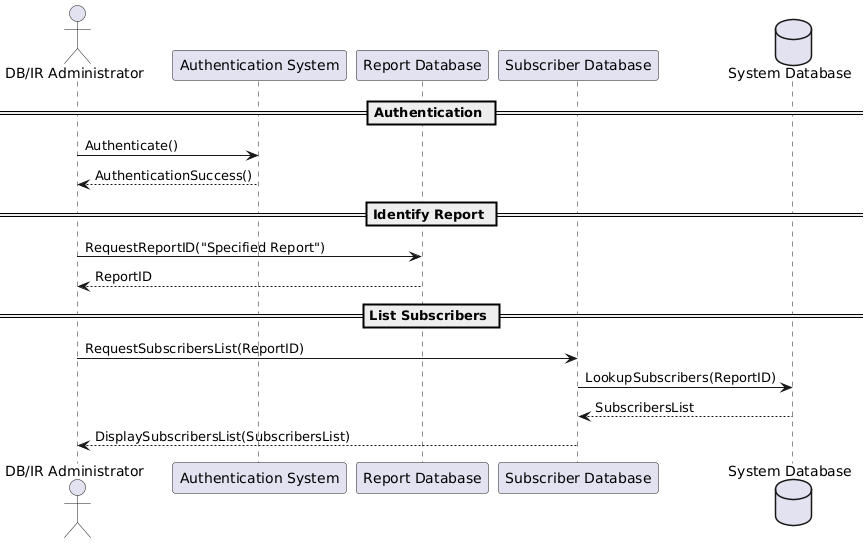 DB/IR Administrator
Authentication System
Report Database
Subscriber Database
System Database
Authentication
Authenticate()
AuthenticationSuccess()
Identify Report
RequestReportID("Specified Report")
ReportID
List Subscribers
RequestSubscribersList(ReportID)
LookupSubscribers(ReportID)
SubscribersList
DisplaySubscribersList(SubscribersList)
DB/IR Administrator
Authentication System
Report Database
Subscriber Database
System Database